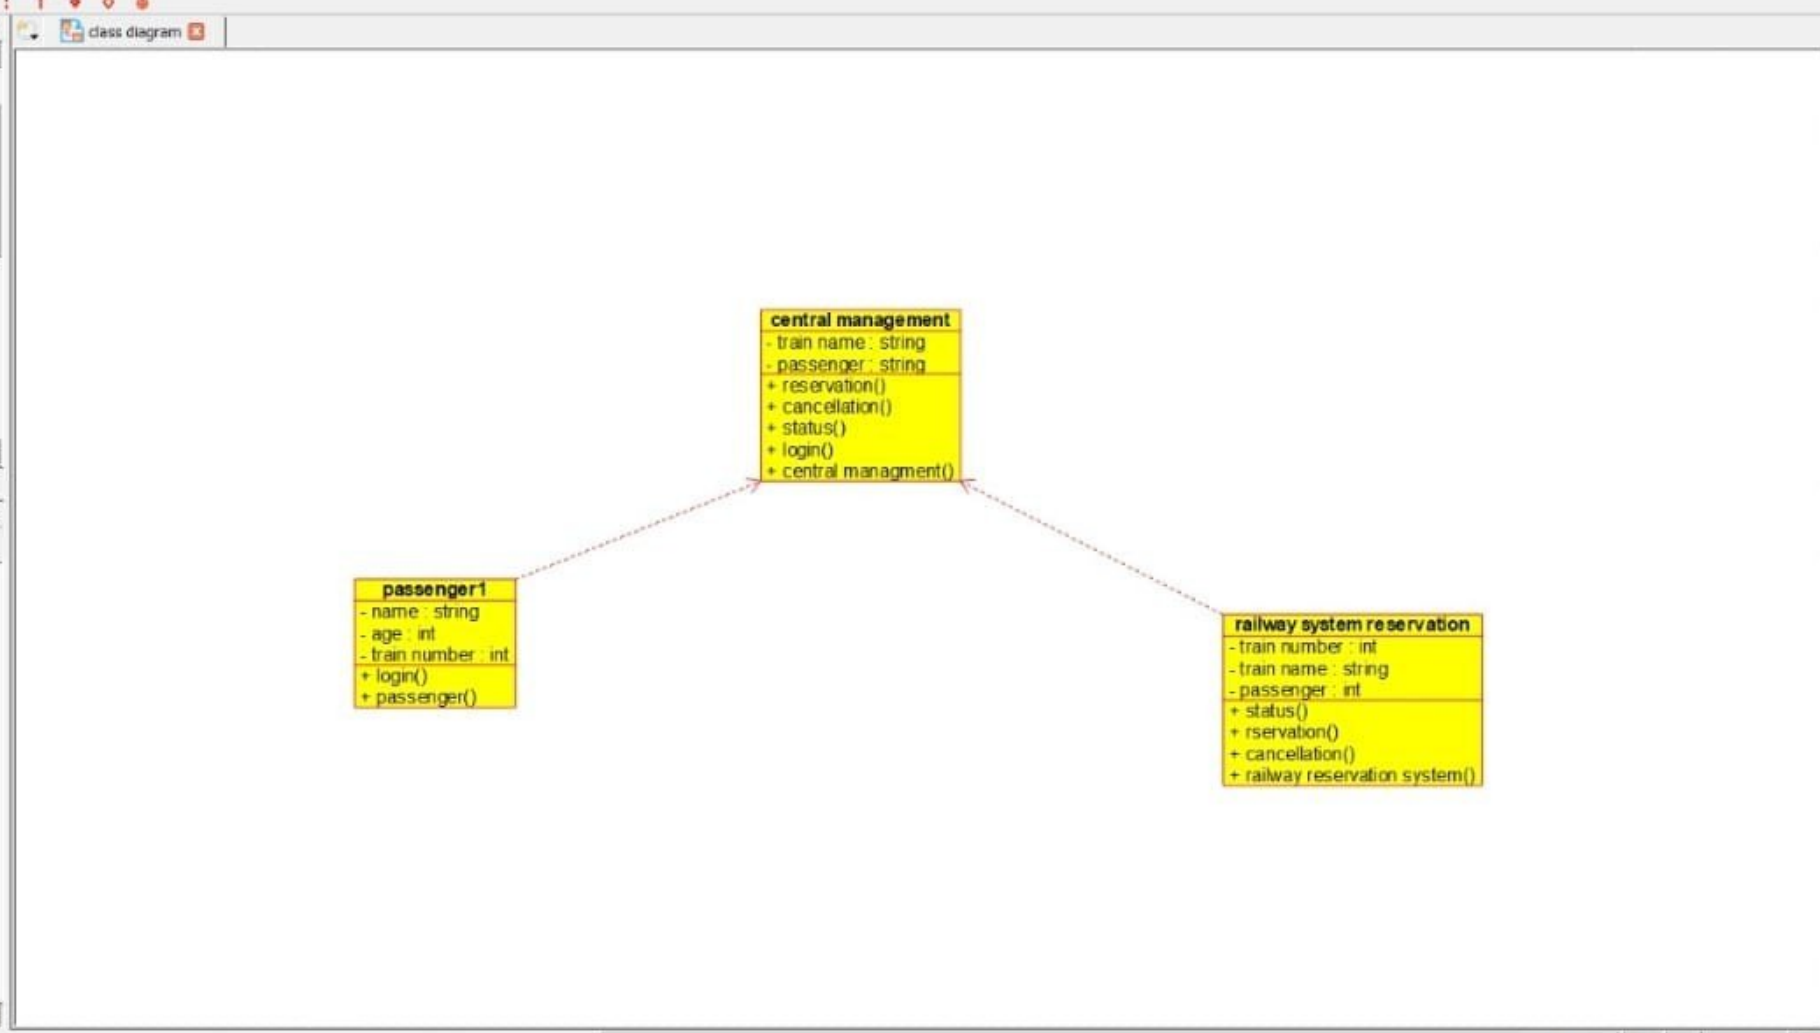 class diagram
central management
- train name : string
- passenger : string
+ reservation()
+ cancellation()
+ status()
+ login()
+ central managment()
passenger1
- name : string
- age : int
- train number : int
+ login()
+ passenger()
railway system reservation
- train number : int
- train name : string
- passenger : int
+ status()
+ rservation()
+ cancellation()
+ railway reservation system()